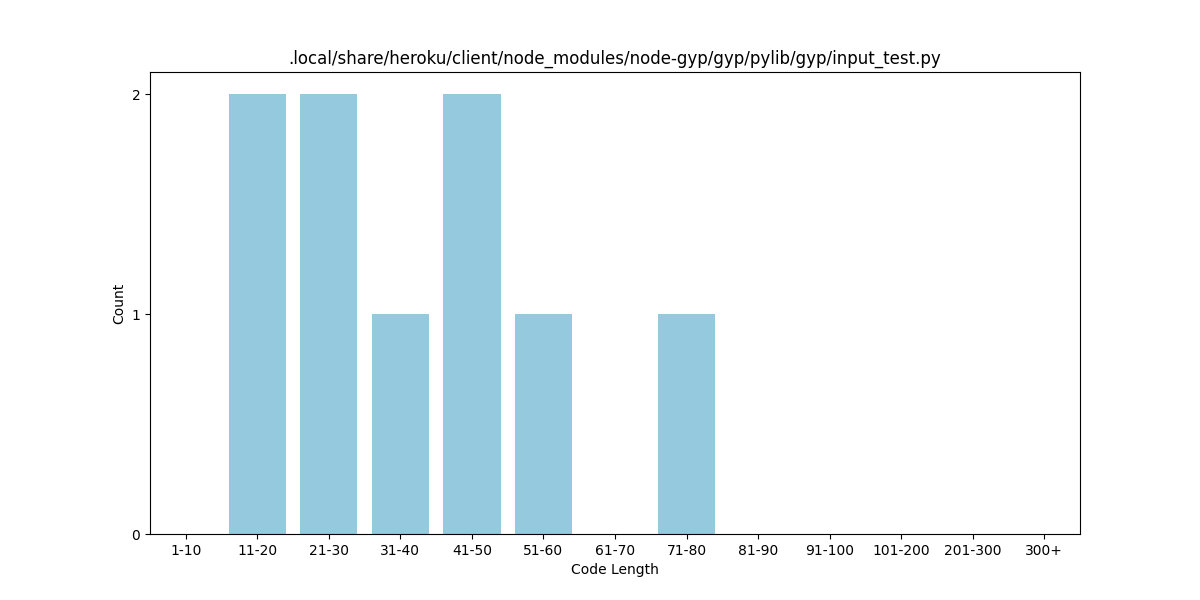 .local/share/heroku/client/node_modules/node-gyp/gyp/pylib/gyp/input_test.py
2
1
0
Count
1-10 11-20 21-30 31-40 41-50 51-60 61-70 71-80 81-90 91-100 101-200 201-300 300+
Code Length